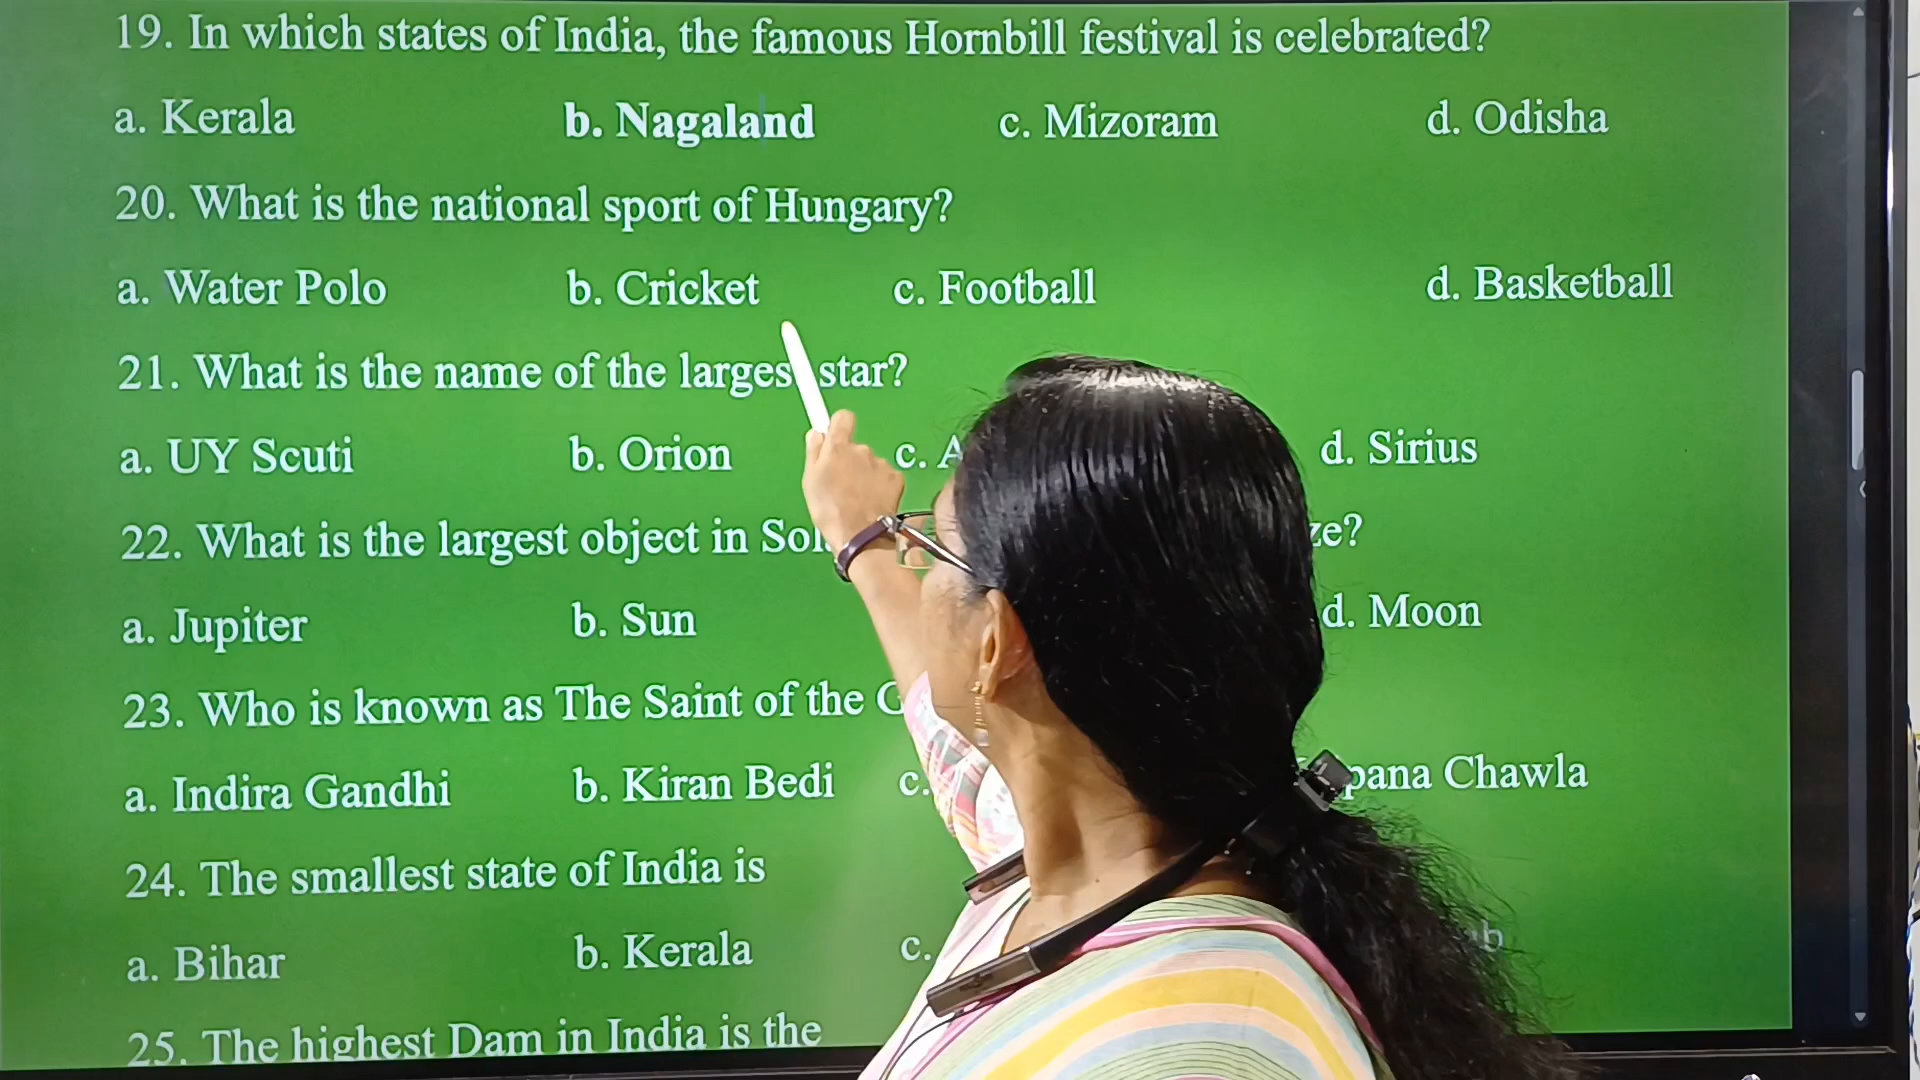 19. In which states of India, the famous Hornbill festival is celebrated?
a. Kerala b. Nagaland c. Mizoram d. Odisha
20. What is the national sport of Hungary?
a. Water Polo b. Cricket c. Football d. Basketball
21. What is the name of the largest star?
a. UY Scuti b. Orion c. d. Sirius
22. What is the largest object in
a. Jupiter b. Sun d. Moon
23. Who is known as The Saint of the
a. Indira Gandhi b. Kiran Bedi c. Chawla
24. The smallest state of India is
a. Bihar b. Kerala c.
25. The highest Dam in India is the